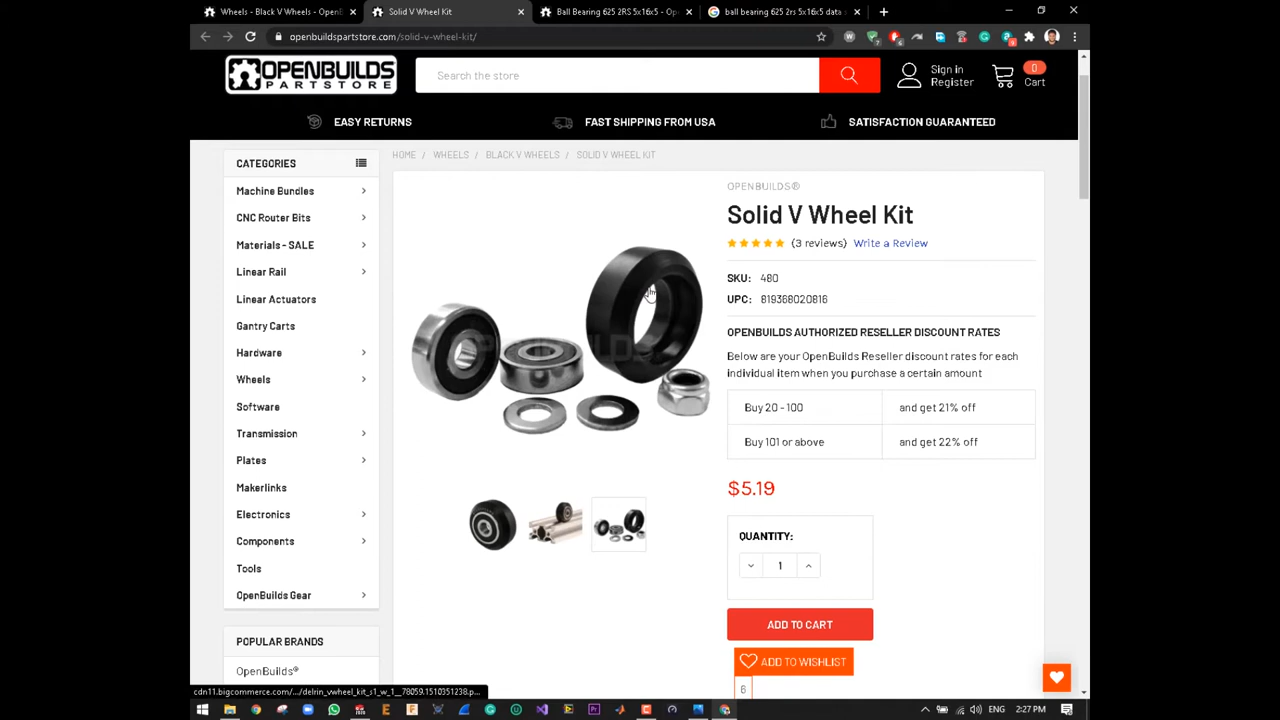 Wheels - Black V Wheels - OpenB
Solid V Wheel Kit
Ball Bearing 625 2RS 5x16x5 - Op
ball bearing 625 2rs 5x16x5 data s
openbuildspartstore.com/solid-v-wheel-kit/
OPENBUILDS
PARTSTORE
Search the store
Sign in
Register
0
Cart
EASY RETURNS
FAST SHIPPING FROM USA
SATISFACTION GUARANTEED
CATEGORIES
Machine Bundles
CNC Router Bits
Materials - SALE
Linear Rail
Linear Actuators
Gantry Carts
Hardware
Wheels
Software
Transmission
Plates
Makerlinks
Electronics
Components
Tools
OpenBuilds Gear
POPULAR BRANDS
OpenBuilds®
HOME / WHEELS / BLACK V WHEELS / SOLID V WHEEL KIT
OPENBUILDS®
Solid V Wheel Kit
(3 reviews) Write a Review
SKU: 480
UPC: 819368020816
OPENBUILDS AUTHORIZED RESELLER DISCOUNT RATES
Below are your OpenBuilds Reseller discount rates for each
individual item when you purchase a certain amount
Buy 20 - 100 and get 21% off
Buy 101 or above and get 22% off
$5.19
QUANTITY:
1
ADD TO CART
ADD TO WISHLIST
6
cdn11.bigcommerce.com/.../delrin_vwheel_kit_s1_w_1__78059.1510351238.p...
ENG 2:27 PM